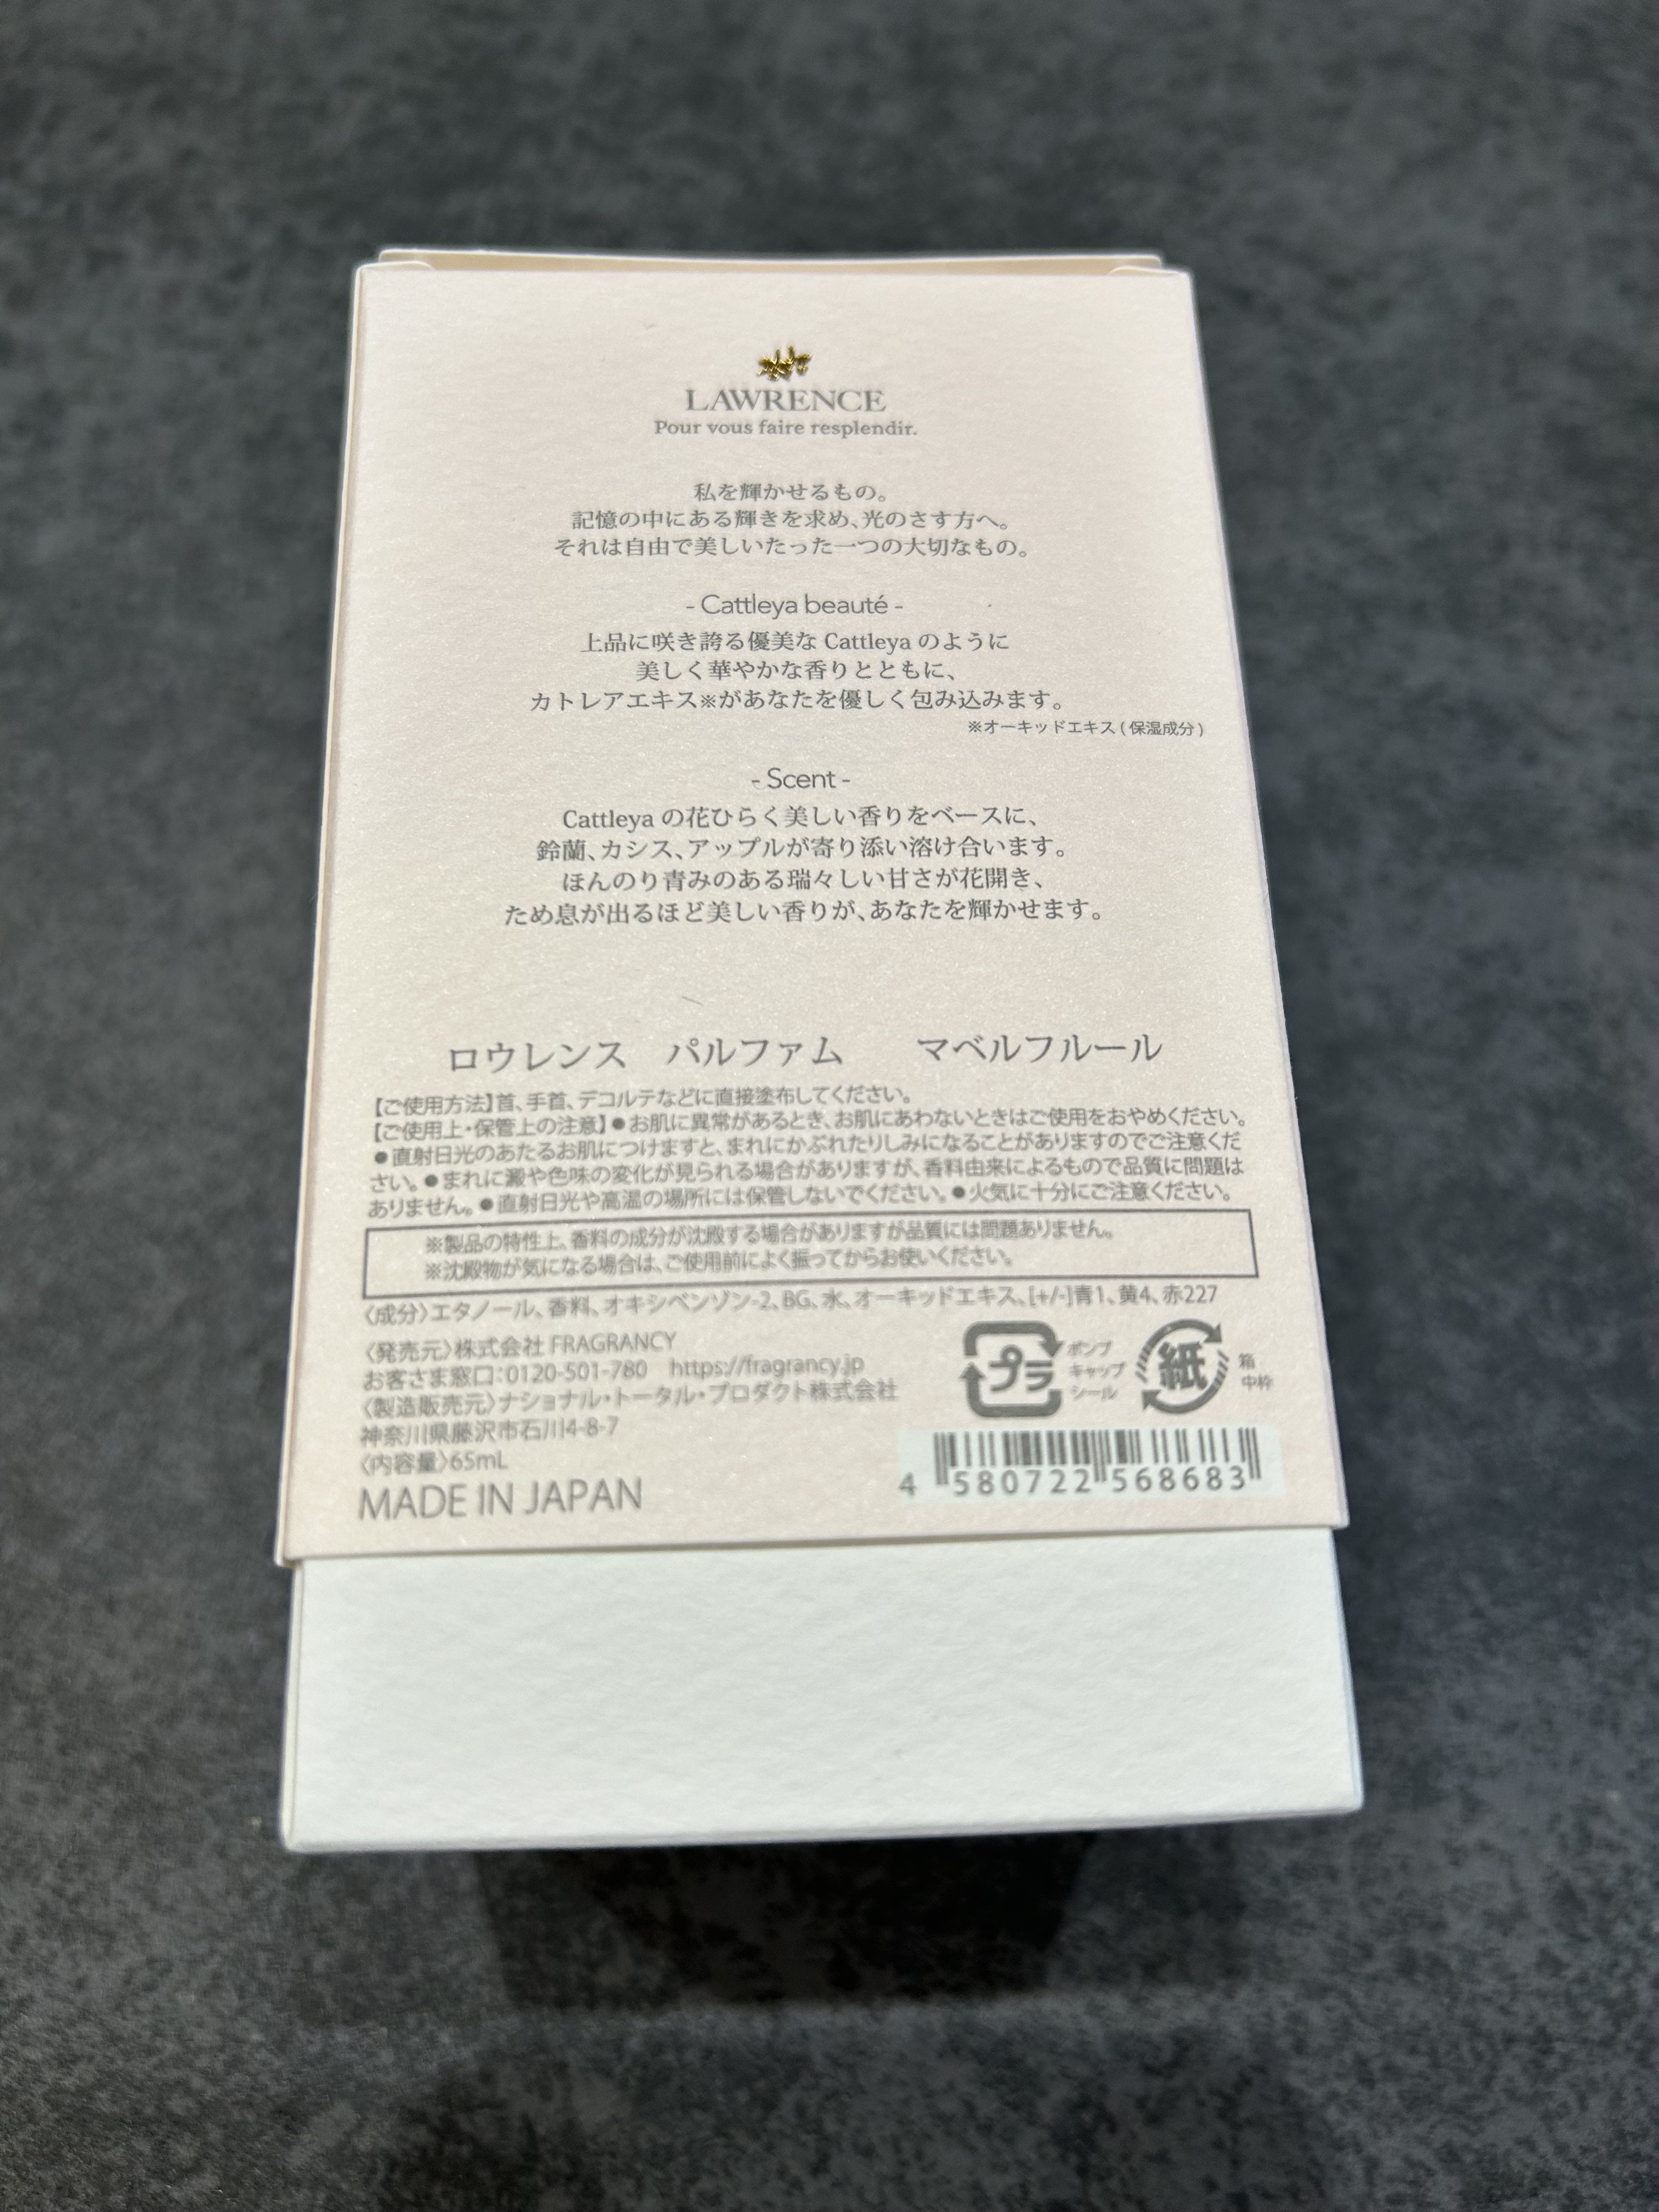 LAWRENCE
Pour vous faire resplendir.
私を輝かせるもの。
記憶の中にある輝きを求め、光のさす方へ。
それは自由で美しいたった一つの大切なもの。
- Cattleya beauté -
上品に咲き誇る優美な Cattleya のように
美しく華やかな香りとともに、
カトレアエキス※があなたを優しく包み込みます。
※オーキッドエキス ( 保湿成分 )
- Scent -
Cattleya の花ひらく美しい香りをベースに、
鈴蘭、カシス、アップルが寄り添い溶け合います。
ほんのり青みのある瑞々しい甘さが花開き、
ため息が出るほど美しい香りが、あなたを輝かせます。
ロウレンス パルファム マベルフルール
【ご使用方法】首、手首、デコルテなどに直接塗布してください。
【ご使用上・保管上の注意】●お肌に異常があるとき、お肌にあわないときはご使用をおやめください。
●直射日光のあたるお肌につけますと、まれにかぶれたりしみになることがありますのでご注意くだ
さい。●まれに澱や色味の変化が見られる場合がありますが、香料由来によるもので品質に問題は
ありません。●直射日光や高温の場所には保管しないでください。●火気に十分にご注意ください。
※製品の特性上、香料の成分が沈殿する場合がありますが品質には問題ありません。
※沈殿物が気になる場合は、ご使用前によく振ってからお使いください。
〈成分〉エタノール、香料、オキシベンゾン-2、BG、水、オーキッドエキス、[+/-]青1、黄4、赤227
〈発売元〉株式会社 FRAGRANCY
お客さま窓口:0120-501-780 https://fragrancy.jp
〈製造販売元〉ナショナル・トータル・プロダクト株式会社
神奈川県藤沢市石川4-8-7
〈内容量〉65mL
MADE IN JAPAN
プラ
ポンプ
キャップ
シール
紙
箱
中枠
4 580722 568683